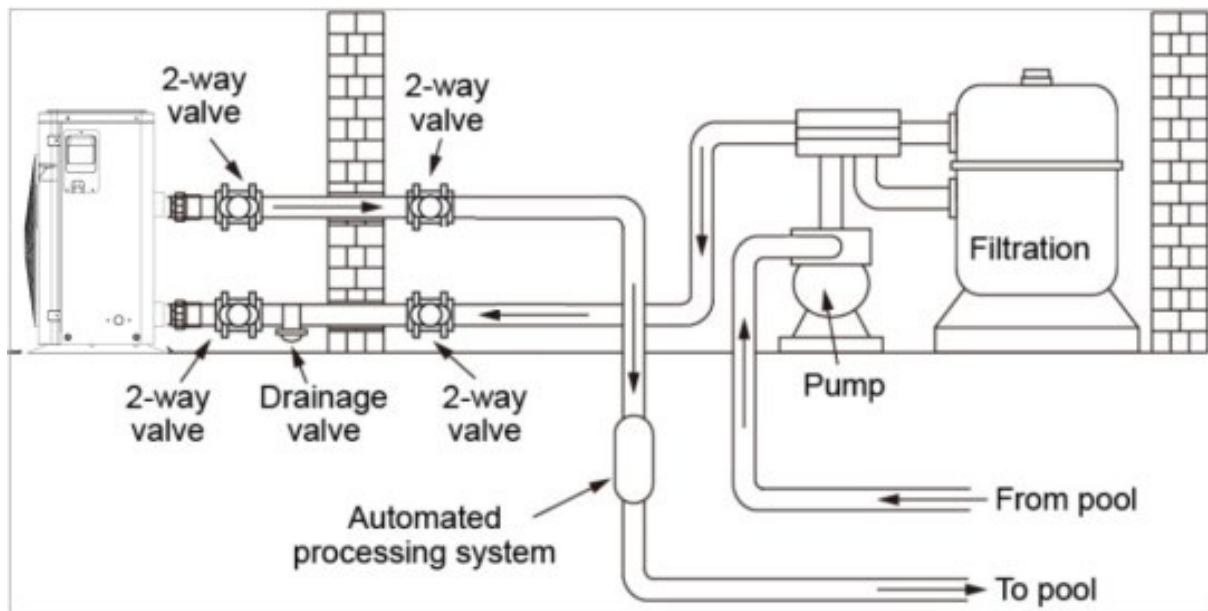 2-way
valve
2-way
valve
Filtration
2-way
valve
Drainage
valve
2-way
valve
Pump
Automated
processing system
From pool
To pool